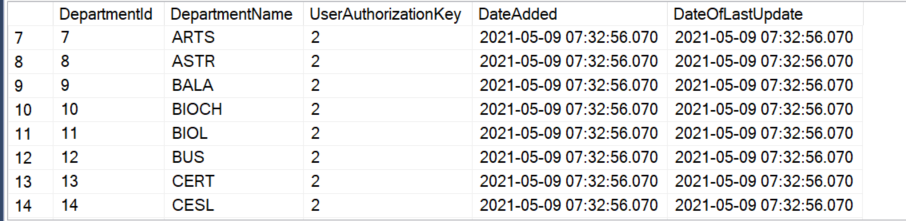 DepartmentId DepartmentName UserAuthorizationKey DateAdded DateOfLastUpdate
7 7 ARTS 2 2021-05-09 07:32:56.070 2021-05-09 07:32:56.070
8 8 ASTR 2 2021-05-09 07:32:56.070 2021-05-09 07:32:56.070
9 9 BALA 2 2021-05-09 07:32:56.070 2021-05-09 07:32:56.070
10 10 BIOCH 2 2021-05-09 07:32:56.070 2021-05-09 07:32:56.070
11 11 BIOL 2 2021-05-09 07:32:56.070 2021-05-09 07:32:56.070
12 12 BUS 2 2021-05-09 07:32:56.070 2021-05-09 07:32:56.070
13 13 CERT 2 2021-05-09 07:32:56.070 2021-05-09 07:32:56.070
14 14 CESL 2 2021-05-09 07:32:56.070 2021-05-09 07:32:56.070